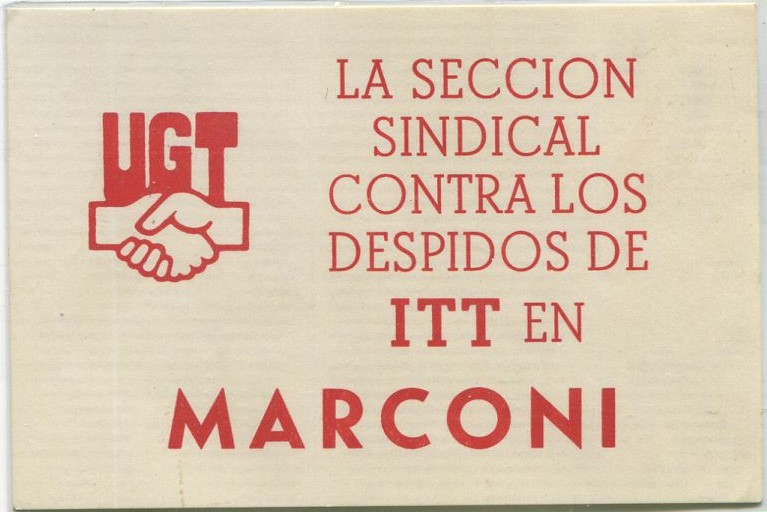 UGT
LA SECCION
SINDICAL
CONTRA LOS
DESPIDOS DE
ITT EN
MARCONI